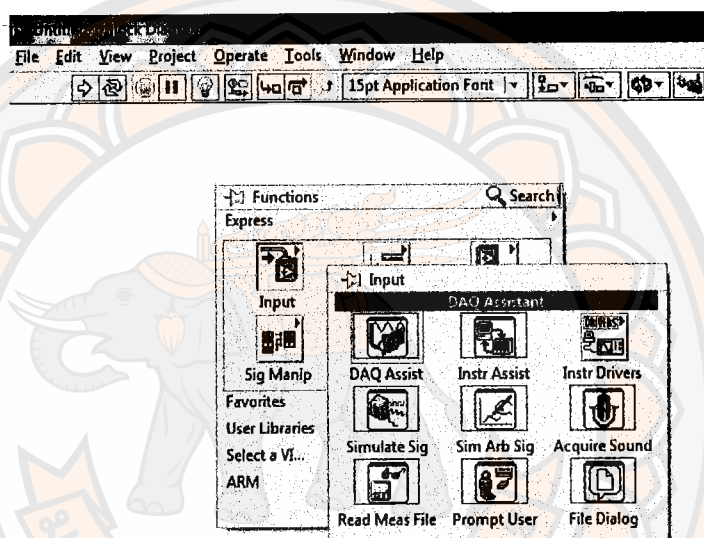 File Edit View Project Operate Tools Window Help
15pt Application Font
Functions Search
Express
Input
Input
DAQ Assistant
Sig Manip
DAQ Assist Instr Assist Instr Drivers
Favorites
User Libraries
Simulate Sig Sim Arb Sig Acquire Sound
Select a VI...
ARM
Read Meas File Prompt User File Dialog